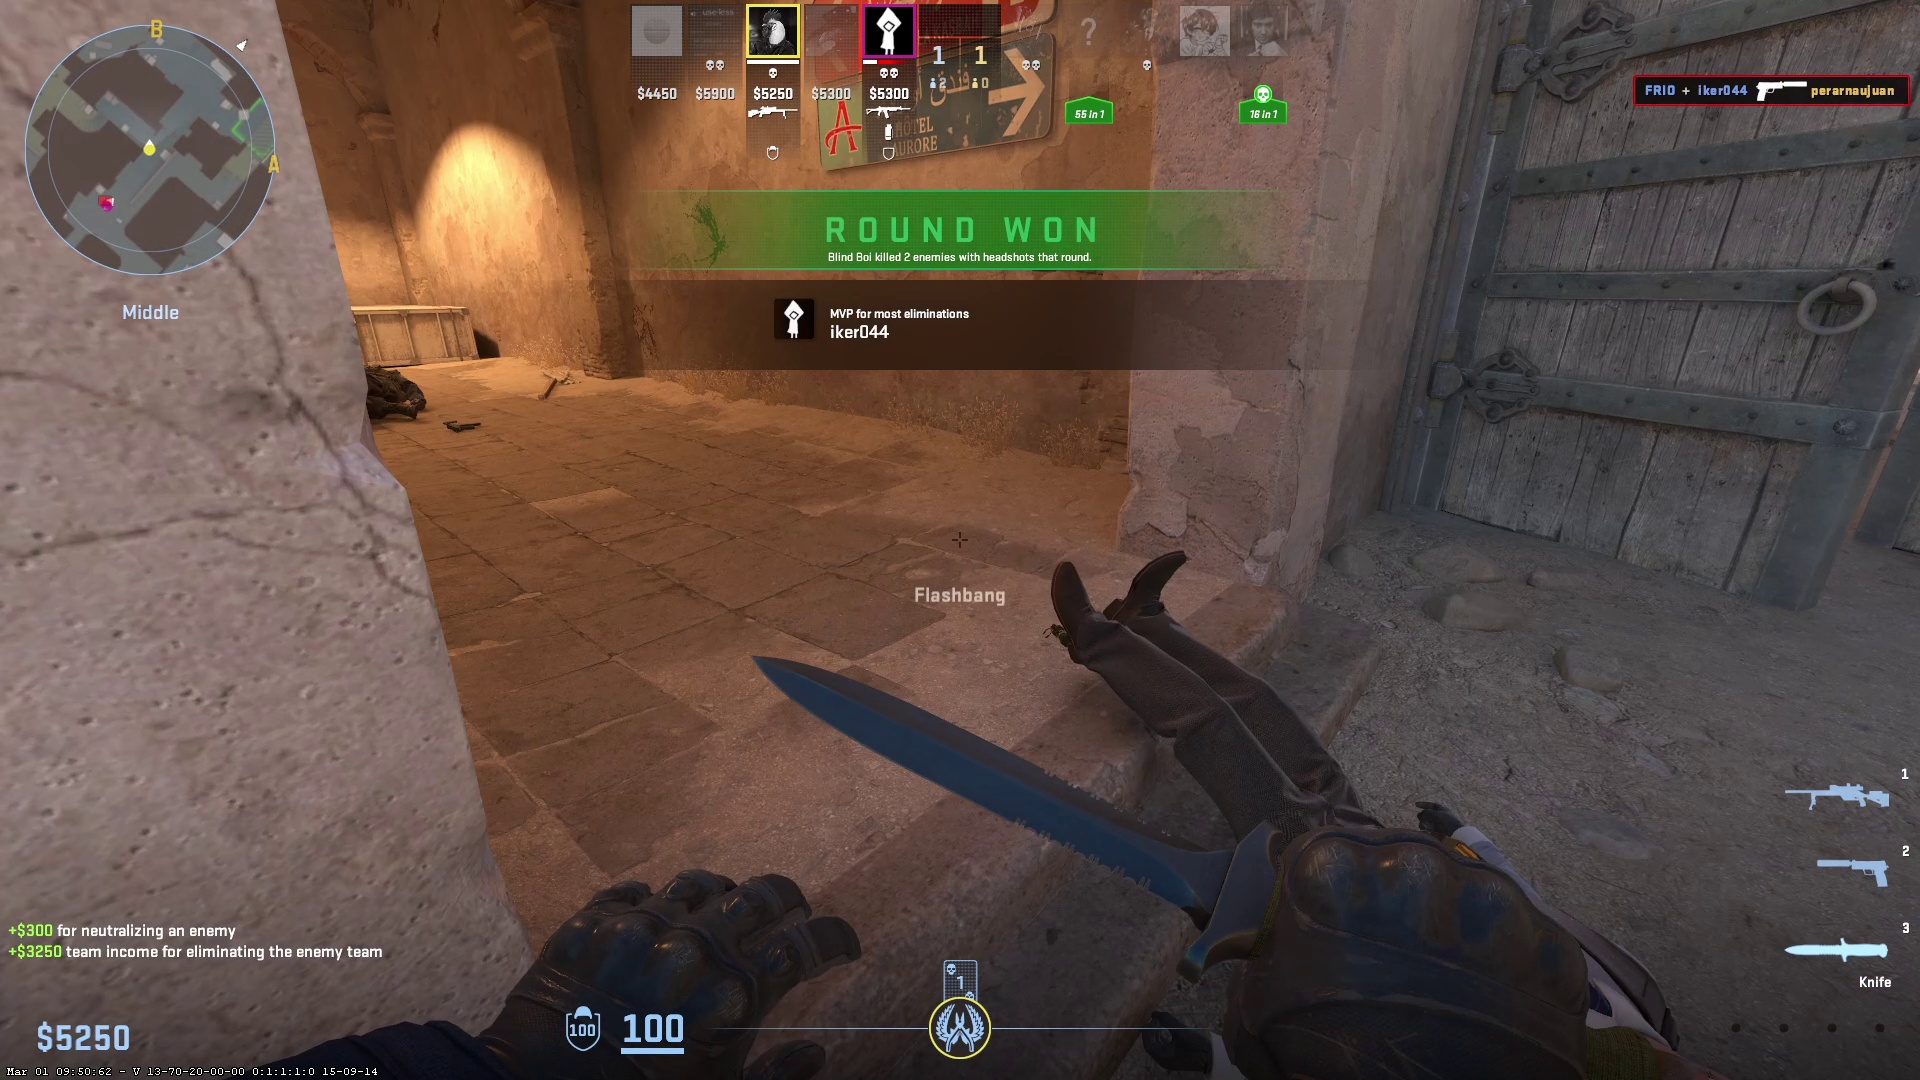 B
use-less
?
1 1
2 0
$4450 $5900 $5250 $5300 $5300
55 in 1
16 in 1
A
فندق
HOTEL
AURORE
FRIO + iker044 perarnaujuan
A
ROUND WON
Blind Boi killed 2 enemies with headshots that round.
Middle
MVP for most eliminations
iker044
Flashbang
1
2
3
Knife
+$300 for neutralizing an enemy
+$3250 team income for eliminating the enemy team
1
$5250
100
100
Mar 01 09:50:62 - V 13-70-20-00-00 0:1:1:1:0 15-09-14